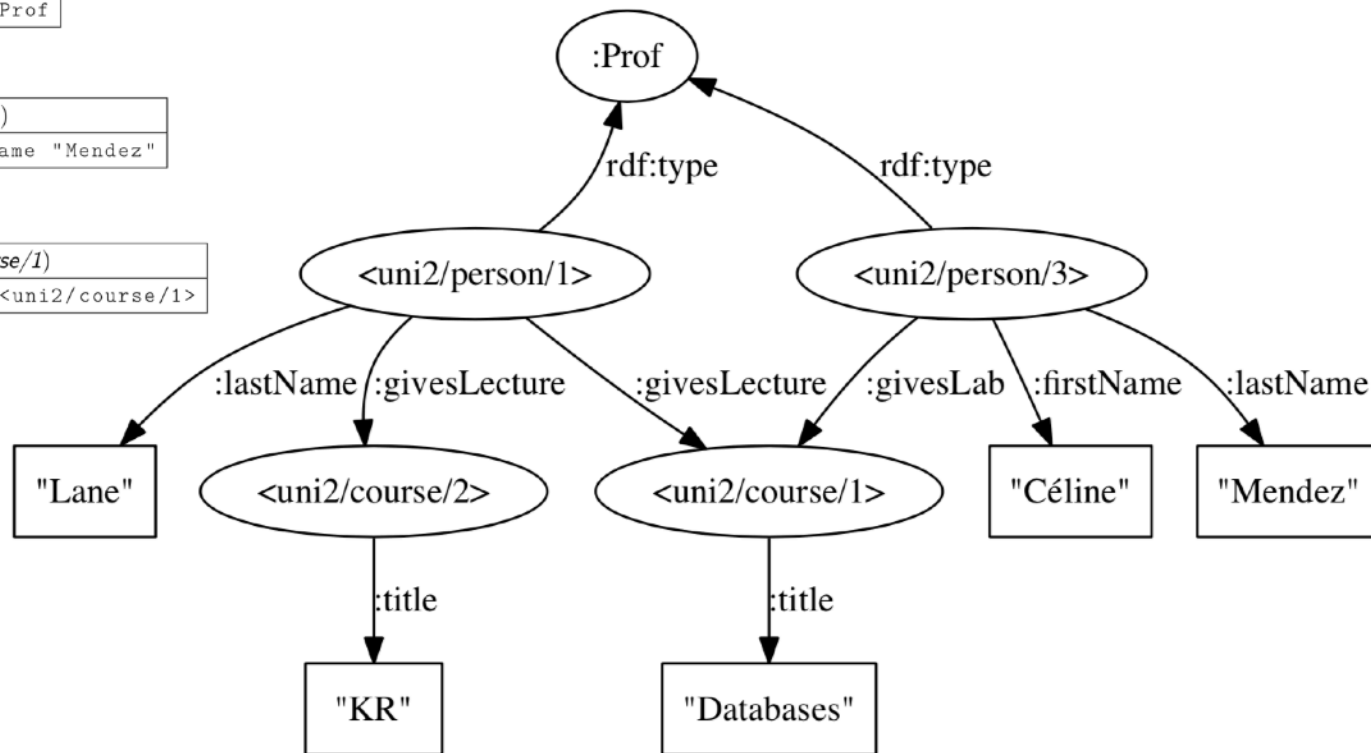 Prof
)
ame "Mendez"
se/1)
<uni2/course/1>
:Prof
rdf:type rdf:type
<uni2/person/1> <uni2/person/3>
:lastName :givesLecture :givesLecture :givesLab :firstName :lastName
"Lane" <uni2/course/2> <uni2/course/1> "Céline" "Mendez"
:title :title
"KR" "Databases"